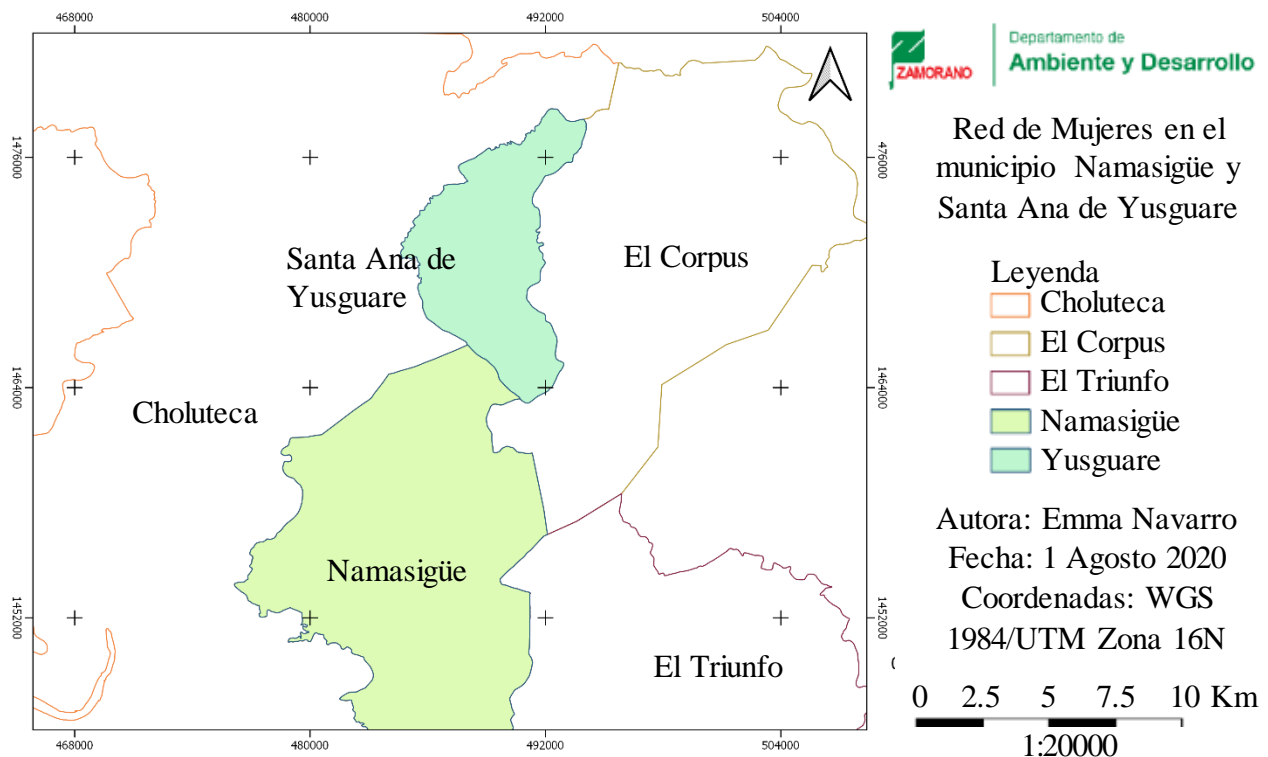 468000
480000
492000
504000
ZAMORANO
Departamento de
Ambiente y Desarrollo
Red de Mujeres en el
municipio Namasigüe y
Santa Ana de Yusguare
Leyenda
Choluteca
El Corpus
El Triunfo
Namasigüe
Yusguare
Autora: Emma Navarro
Fecha: 1 Agosto 2020
Coordenadas: WGS
1984/UTM Zona 16N
0 2.5 5 7.5 10 Km
1:20000
1476000
476000
Santa Ana de
Yusguare
El Corpus
1464000
1464000
Choluteca
Namasigüe
1452000
1452000
El Triunfo
468000
480000
492000
504000